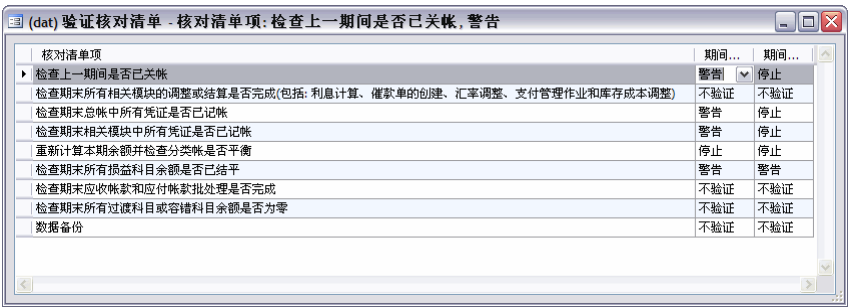 (dat) 验证核对清单 - 核对清单项: 检查上一期间是否已关帐, 警告
核对清单项 期间... 期间...
检查上一期间是否已关帐 警告 停止
检查期末所有相关模块的调整或结算是否已完成(包括: 利息计算、催款单的创建、汇率调整、支付管理作业和库存成本调整) 不验证 不验证
检查期末总帐中所有凭证是否已记帐 警告 停止
检查期末相关模块中所有凭证是否已记帐 警告 停止
重新计算本期余额并检查分类帐是否平衡 停止 停止
检查期末所有损益科目余额是否已结平 警告 警告
检查期末应收帐款和应付帐款批处理是否完成 不验证 不验证
检查期末所有过渡科目或容错科目余额是否为零 不验证 不验证
数据备份 不验证 不验证